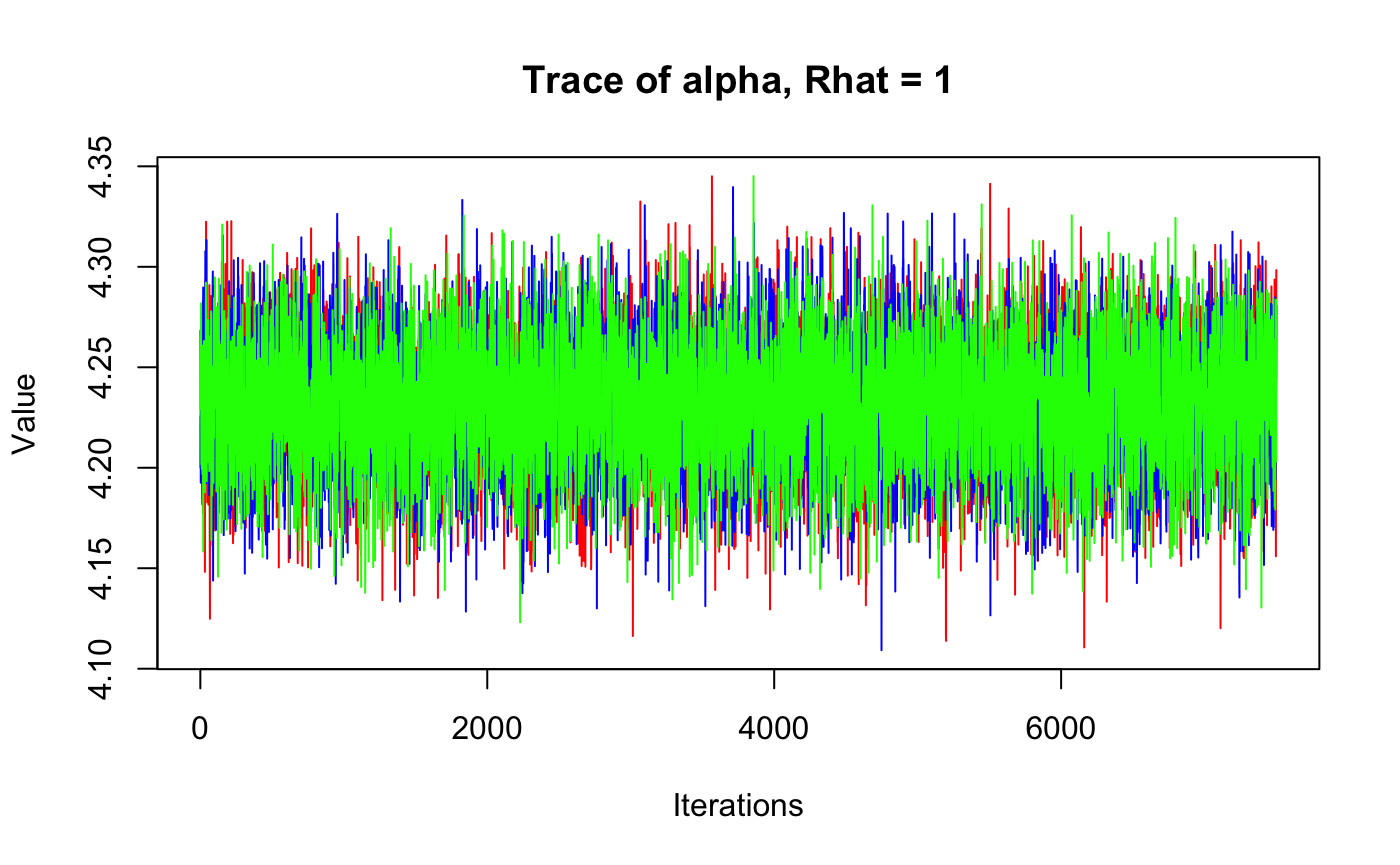 Trace of alpha, Rhat = 1
4.35
4.30
4.25
4.20
4.15
4.10
Value
0 2000 4000 6000
Iterations